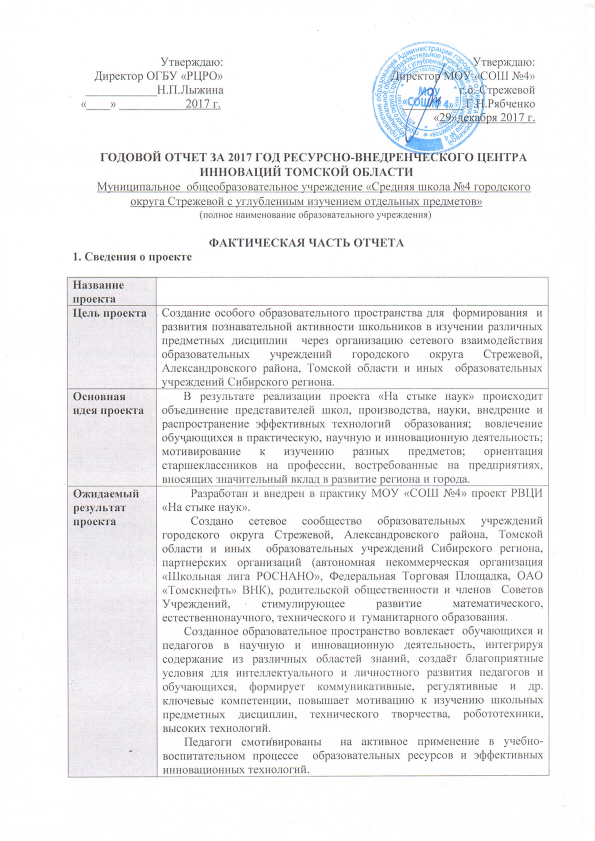 Утверждаю: Утверждаю:
Директор ОГБУ «РЦРО» Директор МОУ «СОШ №4»
____________Н.П.Лыжина г.о. Стрежевой
«____» ___________ 2017 г. Г.Н.Рябченко
«29»декабря 2017 г.
МОУ
«СОШ № 4»
ГОДОВОЙ ОТЧЕТ ЗА 2017 ГОД РЕСУРСНО-ВНЕДРЕНЧЕСКОГО ЦЕНТРА
ИННОВАЦИЙ ТОМСКОЙ ОБЛАСТИ
Муниципальное общеобразовательное учреждение «Средняя школа №4 городского
округа Стрежевой с углубленным изучением отдельных предметов»
(полное наименование образовательного учреждения)
ФАКТИЧЕСКАЯ ЧАСТЬ ОТЧЕТА
1. Сведения о проекте
Название
проекта
Цель проекта
Создание особого образовательного пространства для формирования и
развития познавательной активности школьников в изучении различных
предметных дисциплин через организацию сетевого взаимодействия
образовательных учреждений городского округа Стрежевой,
Александровского района, Томской области и иных образовательных
учреждений Сибирского региона.
Основная
идея проекта
В результате реализации проекта «На стыке наук» происходит
объединение представителей школ, производства, науки, внедрение и
распространение эффективных технологий образования; вовлечение
обучающихся в практическую, научную и инновационную деятельность;
мотивирование к изучению разных предметов; ориентация
старшеклассников на профессии, востребованные на предприятиях,
вносящих значительный вклад в развитие региона и города.
Ожидаемый
результат
проекта
Разработан и внедрен в практику МОУ «СОШ №4» проект РВЦИ
«На стыке наук».
Создано сетевое сообщество образовательных учреждений
городского округа Стрежевой, Александровского района, Томской
области и иных образовательных учреждений Сибирского региона,
партнерских организаций (автономная некоммерческая организация
«Школьная лига РОСНАНО», Федеральная Торговая Площадка, ОАО
«Томскнефть» ВНК), родительской общественности и членов Советов
Учреждений, стимулирующее развитие математического,
естественнонаучного, технического и гуманитарного образования.
Созданное образовательное пространство вовлекает обучающихся и
педагогов в научную и инновационную деятельность, интегрируя
содержание из различных областей знаний, создаёт благоприятные
условия для интеллектуального и личностного развития педагогов и
обучающихся, формирует коммуникативные, регулятивные и др.
ключевые компетенции, повышает мотивацию к изучению школьных
предметных дисциплин, технического творчества, робототехники,
высоких технологий.
Педагоги смотивированы на активное применение в учебно-
воспитательном процессе образовательных ресурсов и эффективных
инновационных технологий.